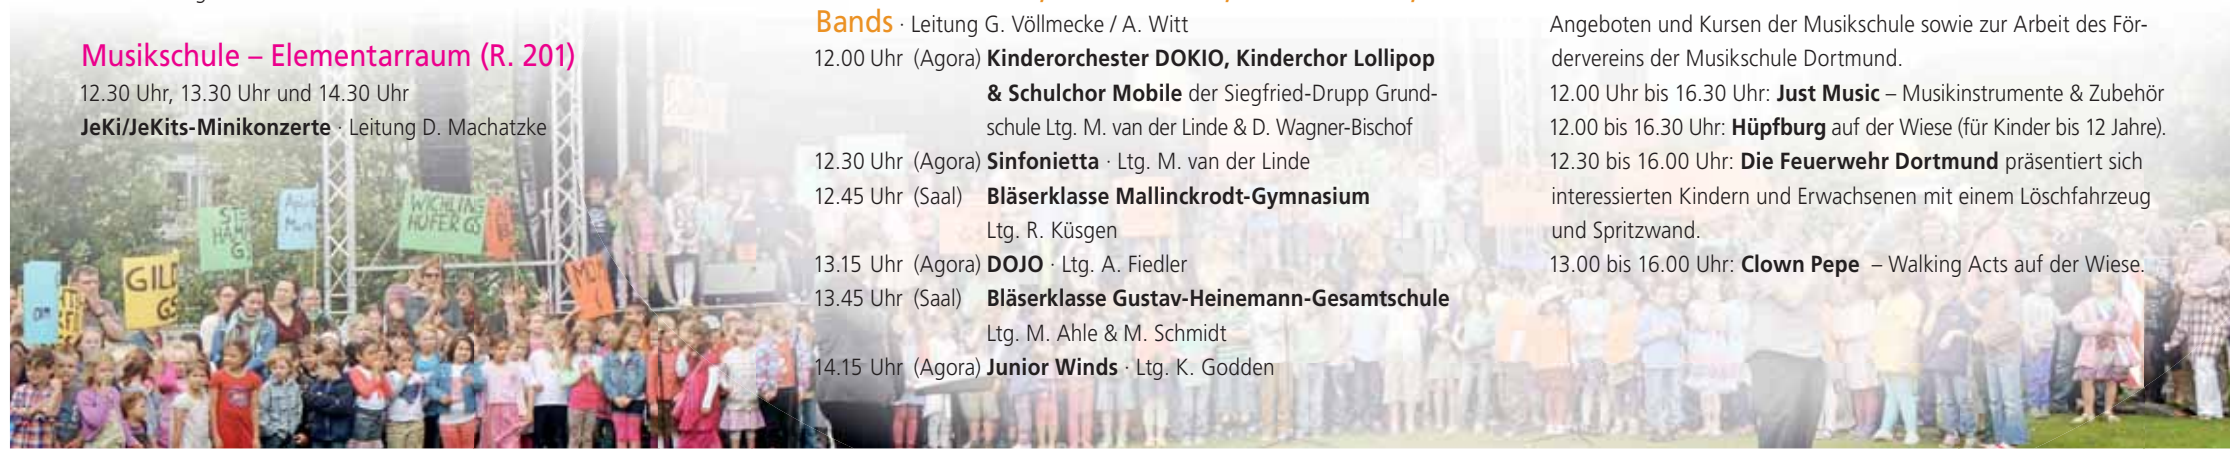 Musikschule – Elementarraum (R. 201)
12.30 Uhr, 13.30 Uhr und 14.30 Uhr
JeKi/JeKits-Minikonzerte · Leitung D. Machatzke
STE
HAM
G
WICHLING
HOFER GS
GILD
GS
Bands · Leitung G. Völlmecke / A. Witt
12.00 Uhr (Agora) Kinderorchester DOKIO, Kinderchor Lollipop
& Schulchor Mobile der Siegfried-Drupp Grund-
schule Ltg. M. van der Linde & D. Wagner-Bischof
12.30 Uhr (Agora) Sinfonietta · Ltg. M. van der Linde
12.45 Uhr (Saal) Bläserklasse Mallinckrodt-Gymnasium
Ltg. R. Küsgen
13.15 Uhr (Agora) DOJO · Ltg. A. Fiedler
13.45 Uhr (Saal) Bläserklasse Gustav-Heinemann-Gesamtschule
Ltg. M. Ahle & M. Schmidt
14.15 Uhr (Agora) Junior Winds · Ltg. K. Godden
Angeboten und Kursen der Musikschule sowie zur Arbeit des För-
dervereins der Musikschule Dortmund.
12.00 Uhr bis 16.30 Uhr: Just Music – Musikinstrumente & Zubehör
12.00 bis 16.30 Uhr: Hüpfburg auf der Wiese (für Kinder bis 12 Jahre).
12.30 bis 16.00 Uhr: Die Feuerwehr Dortmund präsentiert sich
interessierten Kindern und Erwachsenen mit einem Löschfahrzeug
und Spritzwand.
13.00 bis 16.00 Uhr: Clown Pepe – Walking Acts auf der Wiese.